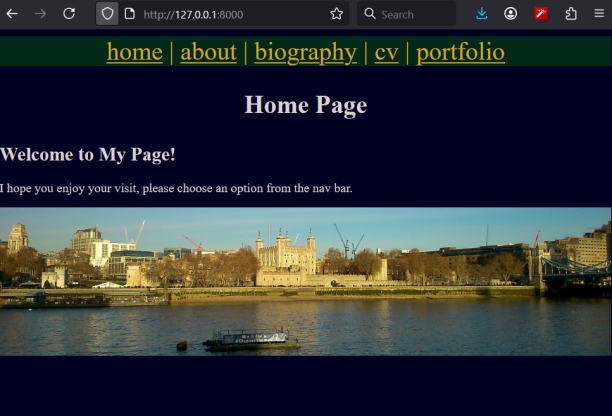 http://127.0.0.1:8000
Search
home | about | biography | cv | portfolio
Home Page
Welcome to My Page!
I hope you enjoy your visit, please choose an option from the nav bar.